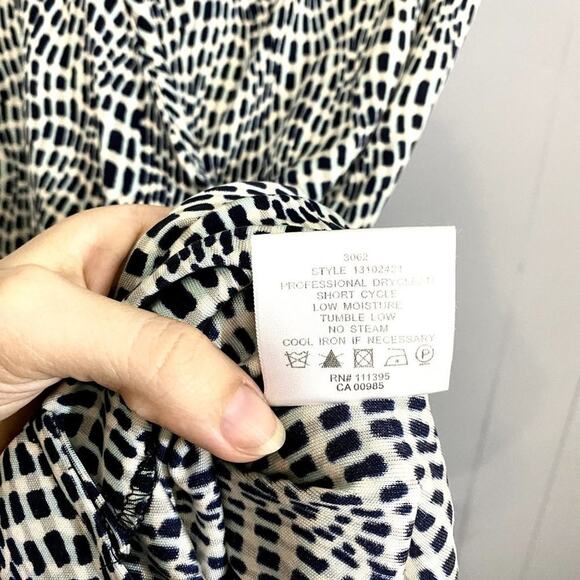 3062
STYLE 13102421
PROFESSIONAL DRYCLEAN
SHORT CYCLE
LOW MOISTURE
TUMBLE LOW
NO STEAM
COOL IRON IF NECESSARY
P
RN# 111395
CA 00985